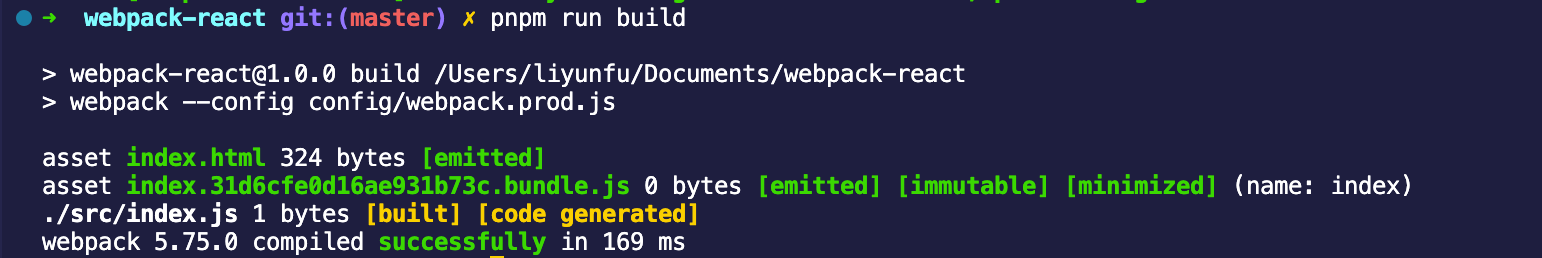 ➜ webpack-react git:(master) ✗ pnpm run build
> webpack-react@1.0.0 build /Users/liyunfu/Documents/webpack-react
> webpack --config config/webpack.prod.js
asset index.html 324 bytes [emitted]
asset index.31d6cfe0d16ae931b73c.bundle.js 0 bytes [emitted] [immutable] [minimized] (name: index)
./src/index.js 1 bytes [built] [code generated]
webpack 5.75.0 compiled successfully in 169 ms